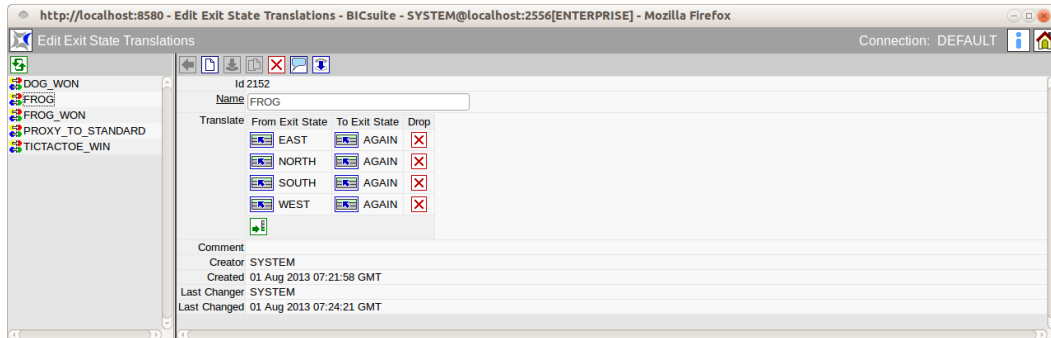 http://localhost:8580 - Edit Exit State Translations - BICsuite - SYSTEM@localhost:2556[ENTERPRISE] - Mozilla Firefox
Edit Exit State Translations
Connection: DEFAULT
DOG_WON
FROG
FROG_WON
PROXY_TO_STANDARD
TICTACTOE_WIN
Id 2152
Name FROG
Translate From Exit State To Exit State Drop
EAST AGAIN
NORTH AGAIN
SOUTH AGAIN
WEST AGAIN
Comment
Creator SYSTEM
Created 01 Aug 2013 07:21:58 GMT
Last Changer SYSTEM
Last Changed 01 Aug 2013 07:24:21 GMT